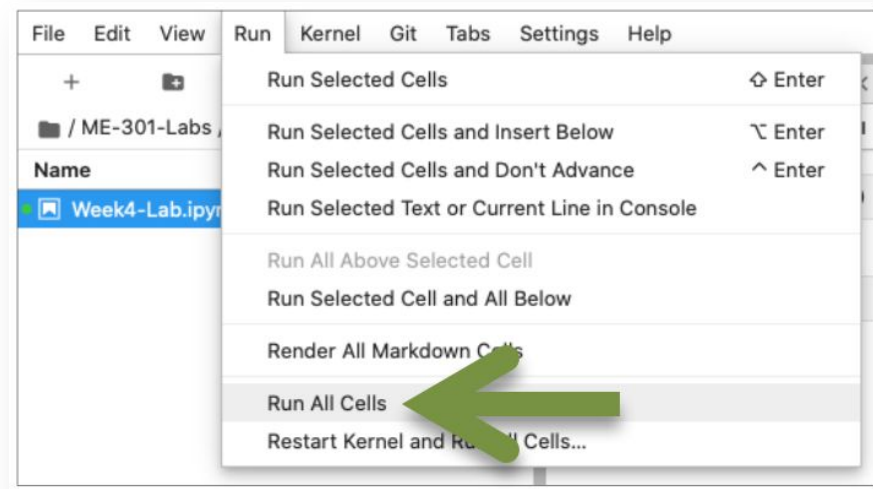 File Edit View Run Kernel Git Tabs Settings Help
Run Selected Cells ⇧ Enter
/ ME-301-Labs /
Run Selected Cells and Insert Below ⌥ Enter
Name
Run Selected Cells and Don't Advance ^ Enter
Week4-Lab.ipyn
Run Selected Text or Current Line in Console
Run All Above Selected Cell
Run Selected Cell and All Below
Render All Markdown Cells
Run All Cells
Restart Kernel and Run All Cells...